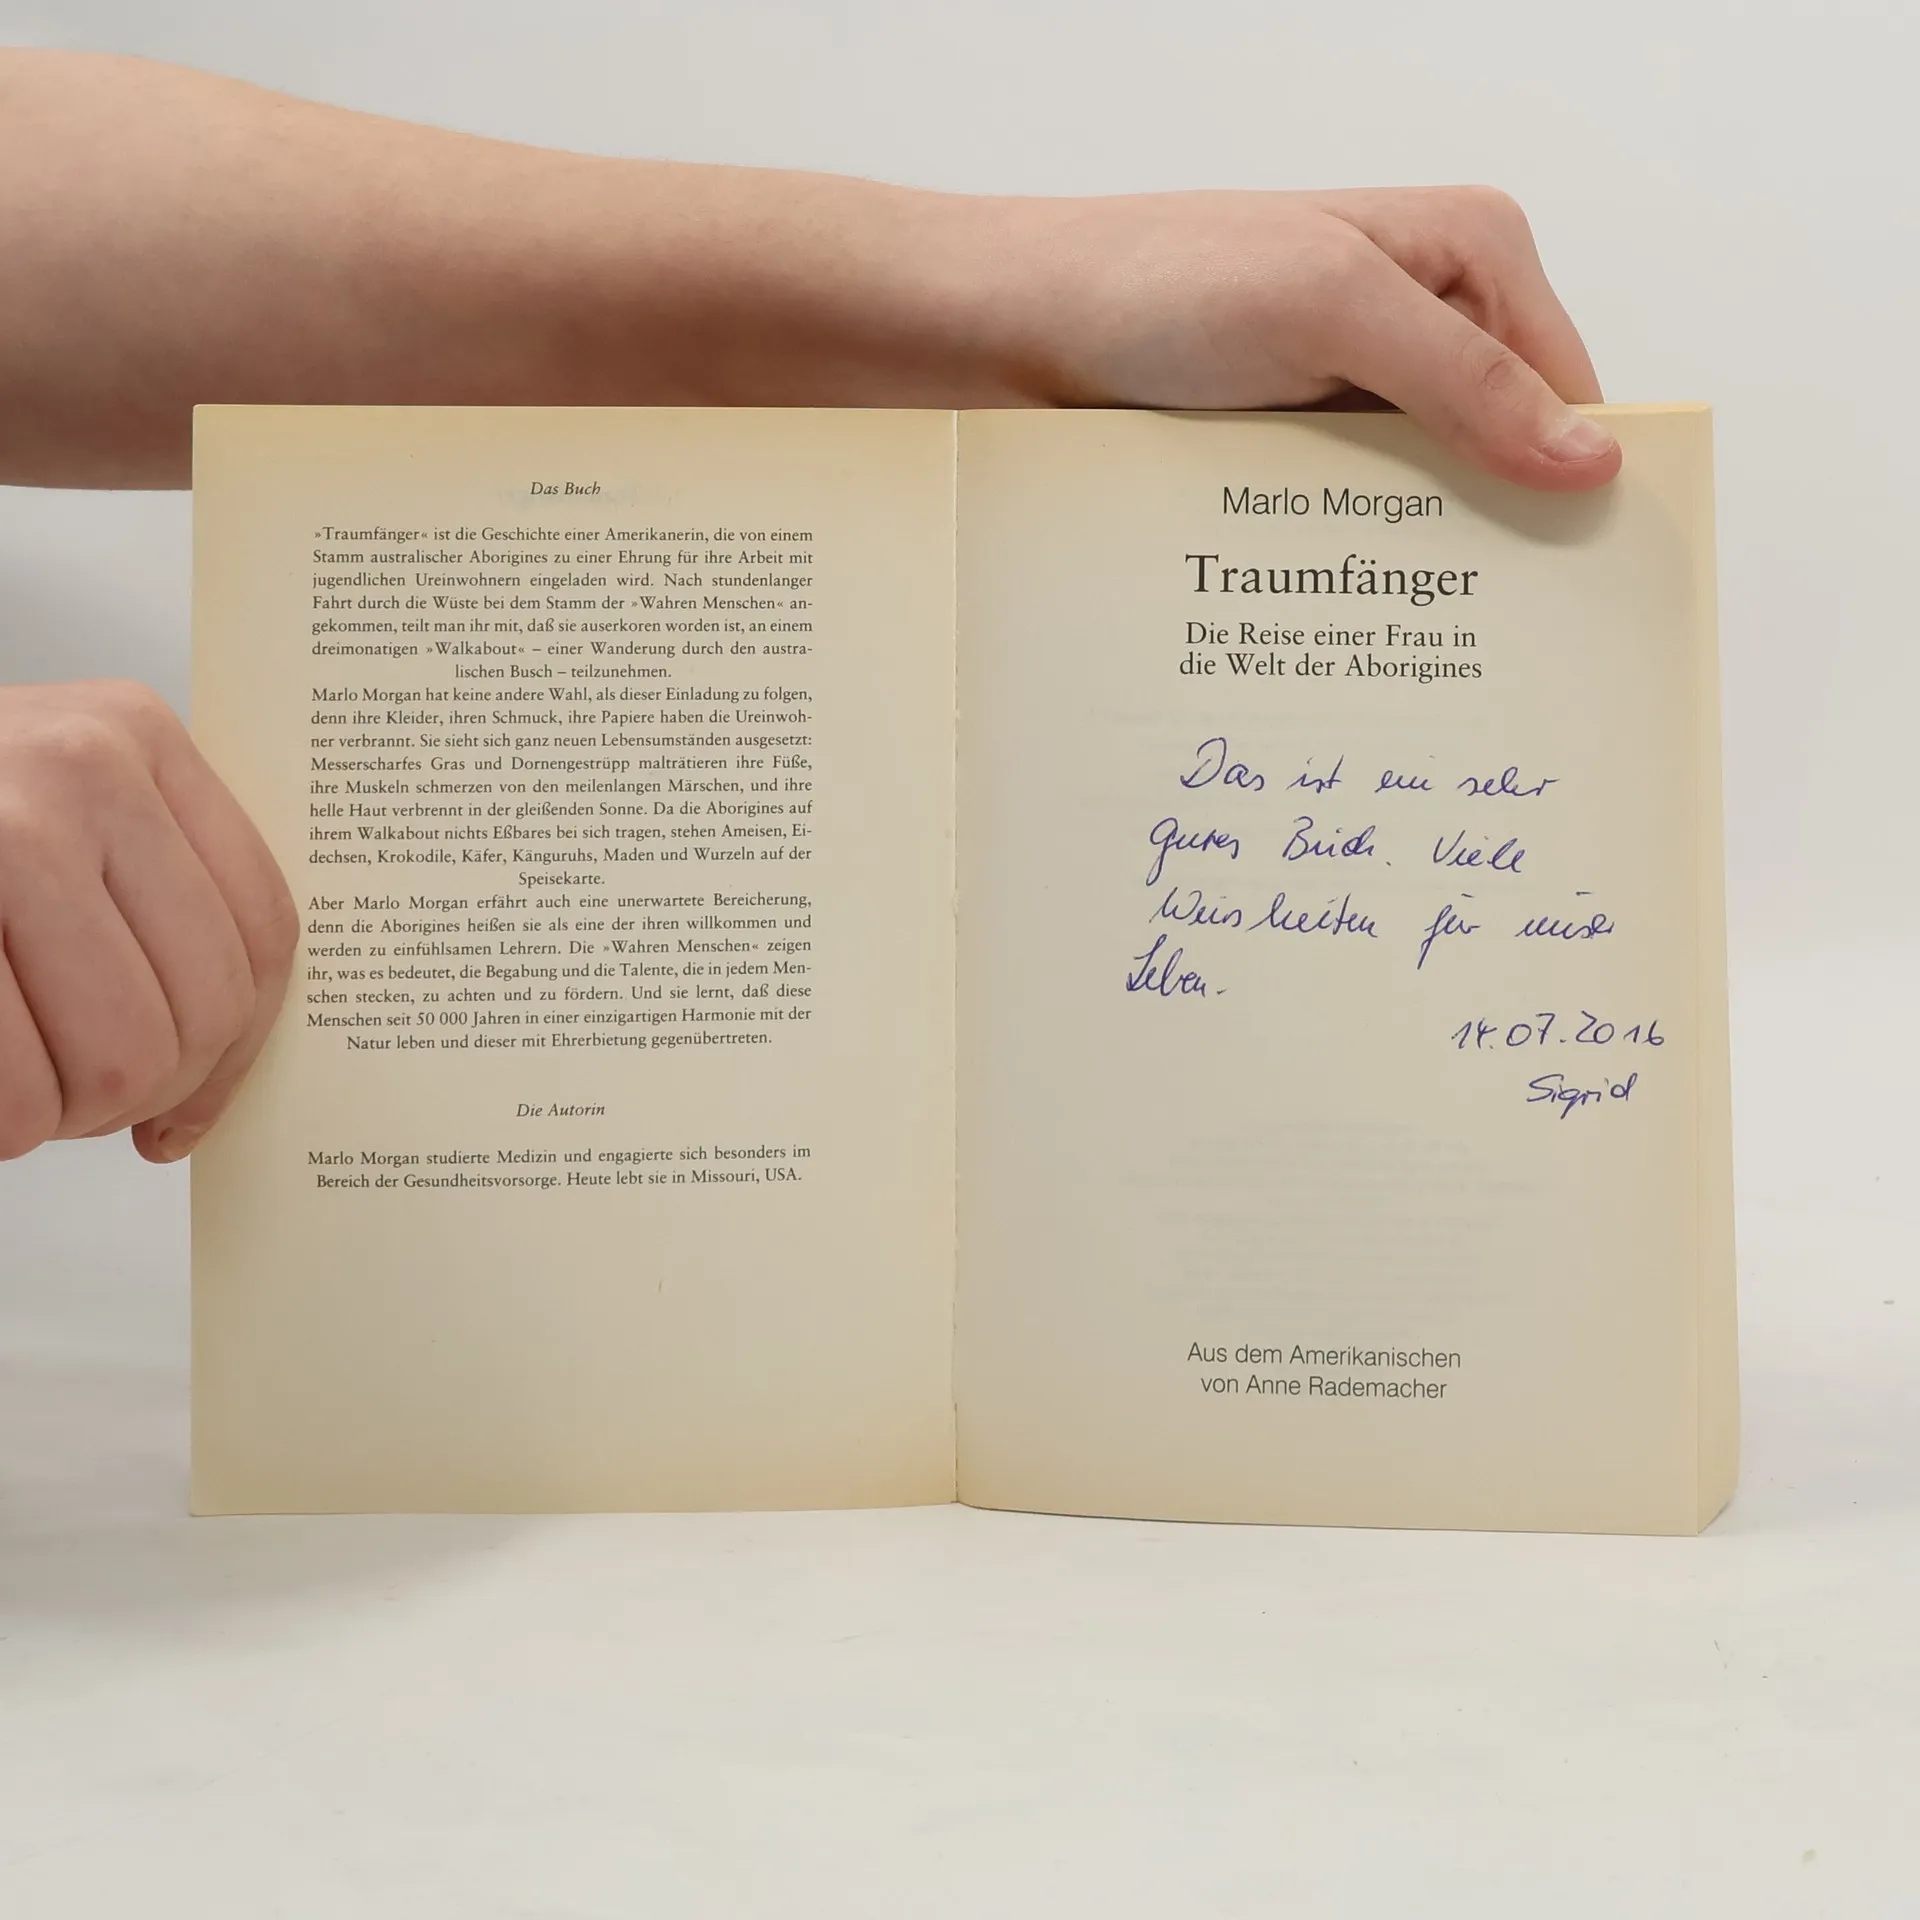 Das Buch
»Traumfänger« ist die Geschichte einer Amerikanerin, die von einem
Stamm australischer Aborigines zu einer Ehrung für ihre Arbeit mit
jugendlichen Ureinwohnern eingeladen wird. Nach stundenlanger
Fahrt durch die Wüste bei dem Stamm der »Wahren Menschen« an-
gekommen, teilt man ihr mit, daß sie auserkoren worden ist, an einem
dreimonatigen »Walkabout« – einer Wanderung durch den austra-
lischen Busch – teilzunehmen.
Marlo Morgan hat keine andere Wahl, als dieser Einladung zu folgen,
denn ihre Kleider, ihren Schmuck, ihre Papiere haben die Ureinwoh-
ner verbrannt. Sie sieht sich ganz neuen Lebensumständen ausgesetzt:
Messerscharfes Gras und Dornengestrüpp malträtieren ihre Füße,
ihre Muskeln schmerzen von den meilenlangen Märschen, und ihre
helle Haut verbrennt in der gleißenden Sonne. Da die Aborigines auf
ihrem Walkabout nichts Eßbares bei sich tragen, stehen Ameisen, Ei-
dechsen, Krokodile, Käfer, Känguruhs, Maden und Wurzeln auf der
Speisekarte.
Aber Marlo Morgan erfährt auch eine unerwartete Bereicherung,
denn die Aborigines heißen sie als eine der ihren willkommen und
werden zu einfühlsamen Lehrern. Die »Wahren Menschen« zeigen
ihr, was es bedeutet, die Begabung und die Talente, die in jedem Men-
schen stecken, zu achten und zu fördern. Und sie lernt, daß diese
Menschen seit 50 000 Jahren in einer einzigartigen Harmonie mit der
Natur leben und dieser mit Ehrerbietung gegenübertreten.
Die Autorin
Marlo Morgan studierte Medizin und engagierte sich besonders im
Bereich der Gesundheitsvorsorge. Heute lebt sie in Missouri, USA.
Marlo Morgan
Traumfänger
Die Reise einer Frau in
die Welt der Aborigines
Das ist ein sehr
gutes Buch. Viele
Weisheiten für unser
Leben.
14.07.2016
Sigrid
Aus dem Amerikanischen
von Anne Rademacher